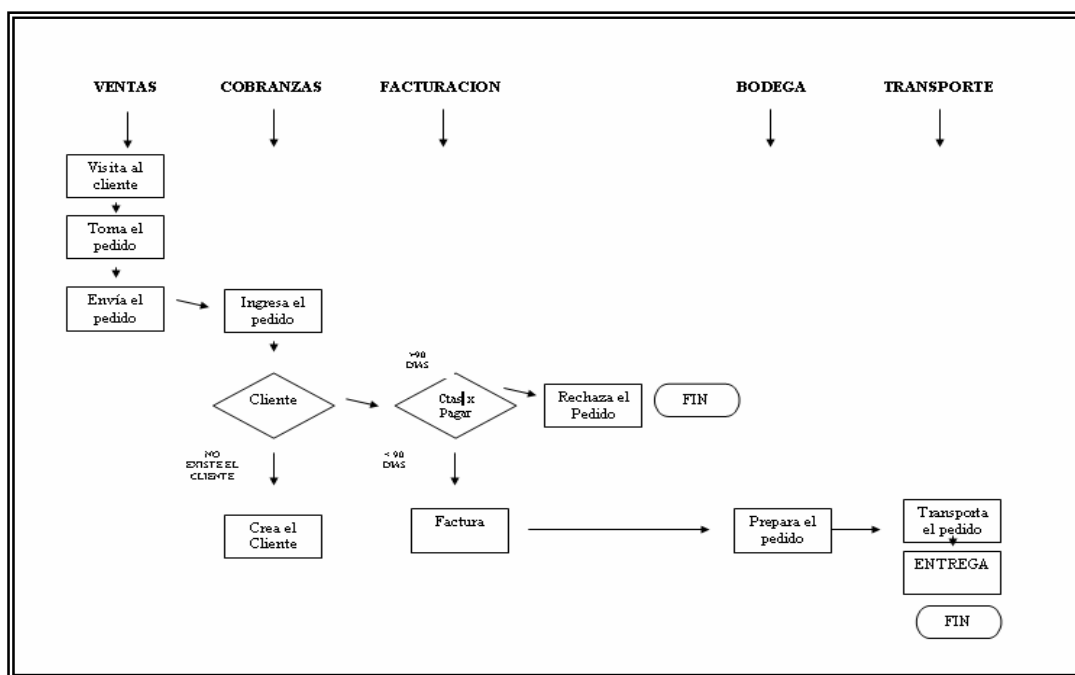 VENTAS COBRANZAS FACTURACION BODEGA TRANSPORTE
Visita al
cliente
Toma el
pedido
Envía el
pedido
Ingresa el
pedido
>90
DIAS
Cliente
Ctas x
Pagar
Rechaza el
Pedido
FIN
NO
EXISTE EL
CLIENTE
< 90
DIAS
Crea el
Cliente
Factura
Prepara el
pedido
Transporta
el pedido
ENTREGA
FIN